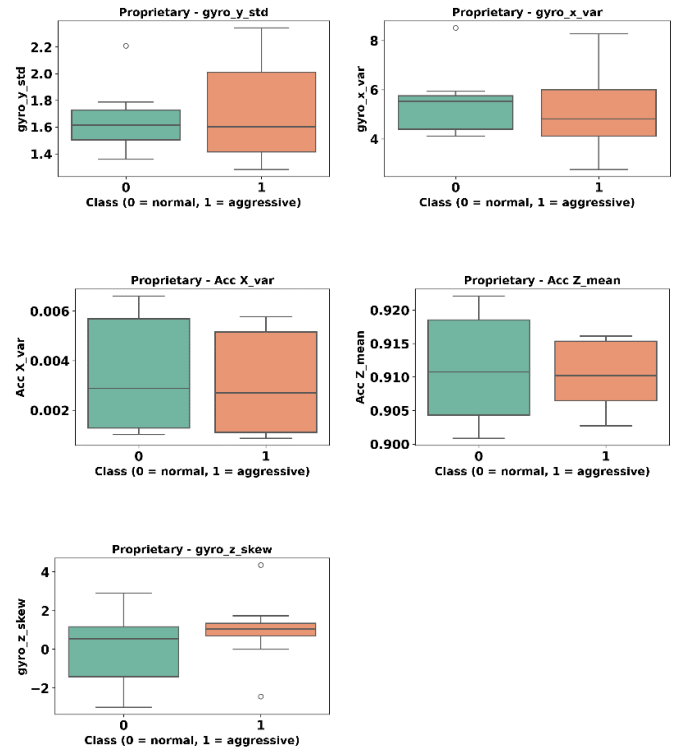 Proprietary - gyro_y_std
gyro_y_std
2.2
2.0
1.8
1.6
1.4
0 1
Class (0 = normal, 1 = aggressive)
Proprietary - gyro_x_var
gyro_x_var
8
6
4
0 1
Class (0 = normal, 1 = aggressive)
Proprietary - Acc X_var
Acc X_var
0.006
0.004
0.002
0 1
Class (0 = normal, 1 = aggressive)
Proprietary - Acc Z_mean
Acc Z_mean
0.920
0.915
0.910
0.905
0.900
0 1
Class (0 = normal, 1 = aggressive)
Proprietary - gyro_z_skew
gyro_z_skew
4
2
0
−2
0 1
Class (0 = normal, 1 = aggressive)